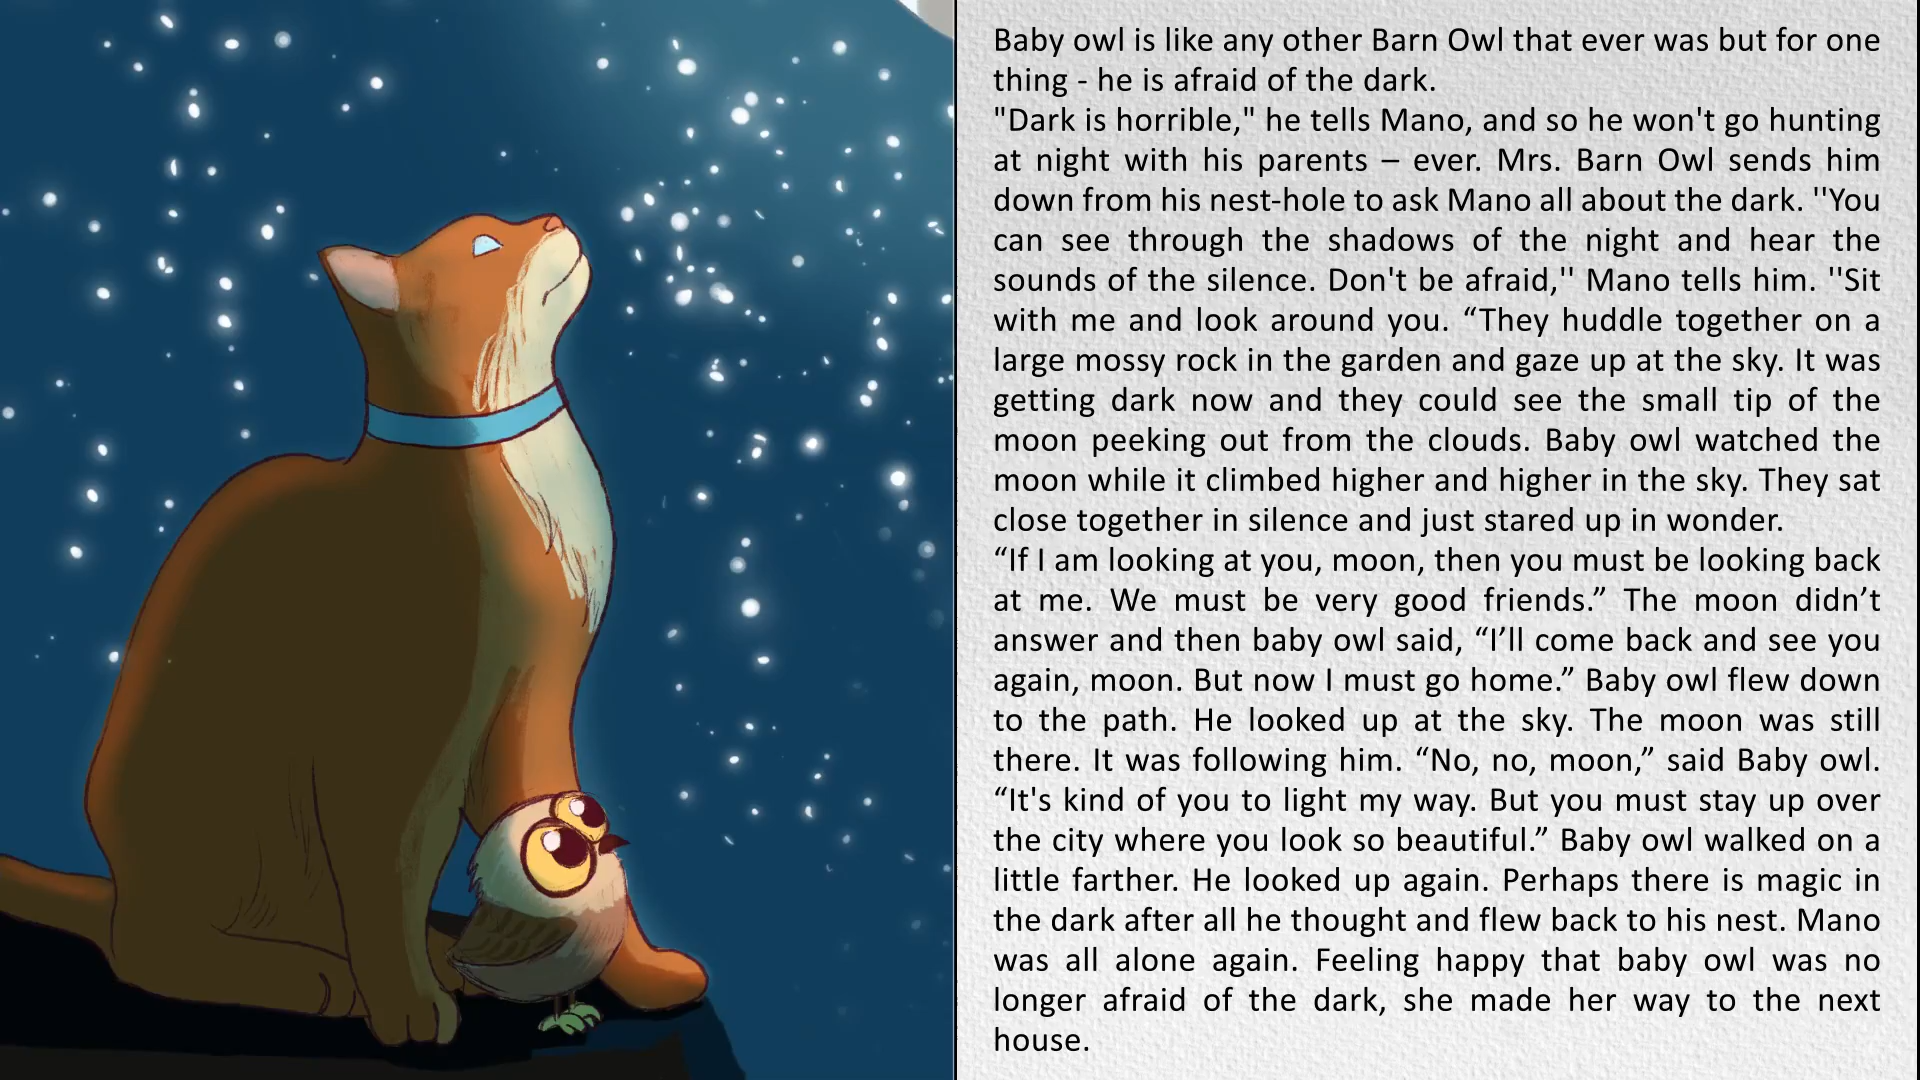 Baby owl is like any other Barn Owl that ever was but for one
thing - he is afraid of the dark.
"Dark is horrible," he tells Mano, and so he won't go hunting
at night with his parents – ever. Mrs. Barn Owl sends him
down from his nest-hole to ask Mano all about the dark. ''You
can see through the shadows of the night and hear the
sounds of the silence. Don't be afraid,'' Mano tells him. ''Sit
with me and look around you. “They huddle together on a
large mossy rock in the garden and gaze up at the sky. It was
getting dark now and they could see the small tip of the
moon peeking out from the clouds. Baby owl watched the
moon while it climbed higher and higher in the sky. They sat
close together in silence and just stared up in wonder.
“If I am looking at you, moon, then you must be looking back
at me. We must be very good friends.” The moon didn’t
answer and then baby owl said, “I’ll come back and see you
again, moon. But now I must go home.” Baby owl flew down
to the path. He looked up at the sky. The moon was still
there. It was following him. “No, no, moon,” said Baby owl.
“It's kind of you to light my way. But you must stay up over
the city where you look so beautiful.” Baby owl walked on a
little farther. He looked up again. Perhaps there is magic in
the dark after all he thought and flew back to his nest. Mano
was all alone again. Feeling happy that baby owl was no
longer afraid of the dark, she made her way to the next
house.